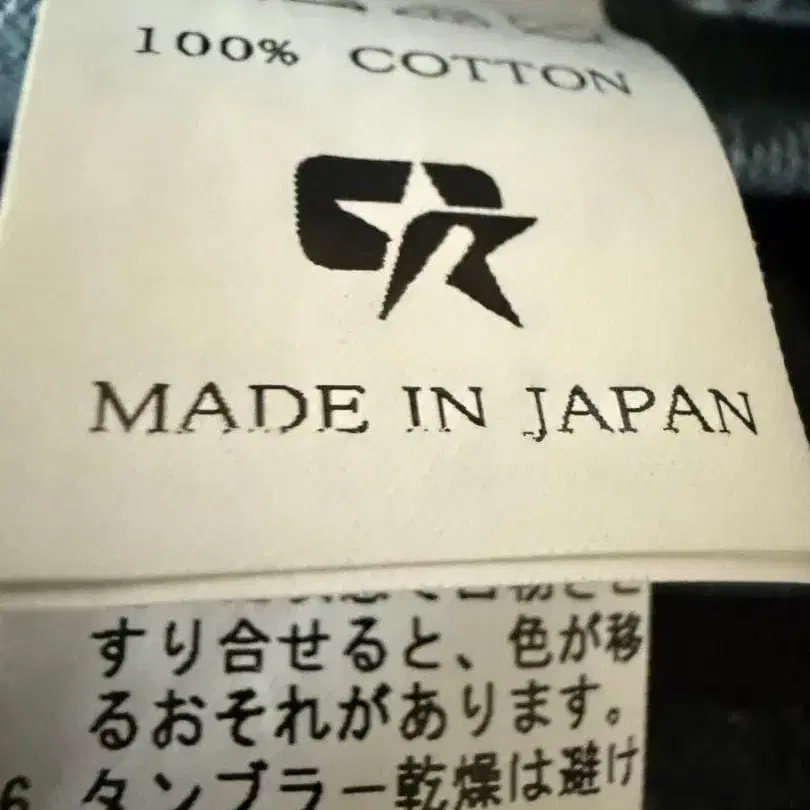 100% COTTON
MADE IN JAPAN
すり合せると、色が移
るおそれがあります。
6 タンブラー乾燥は避け